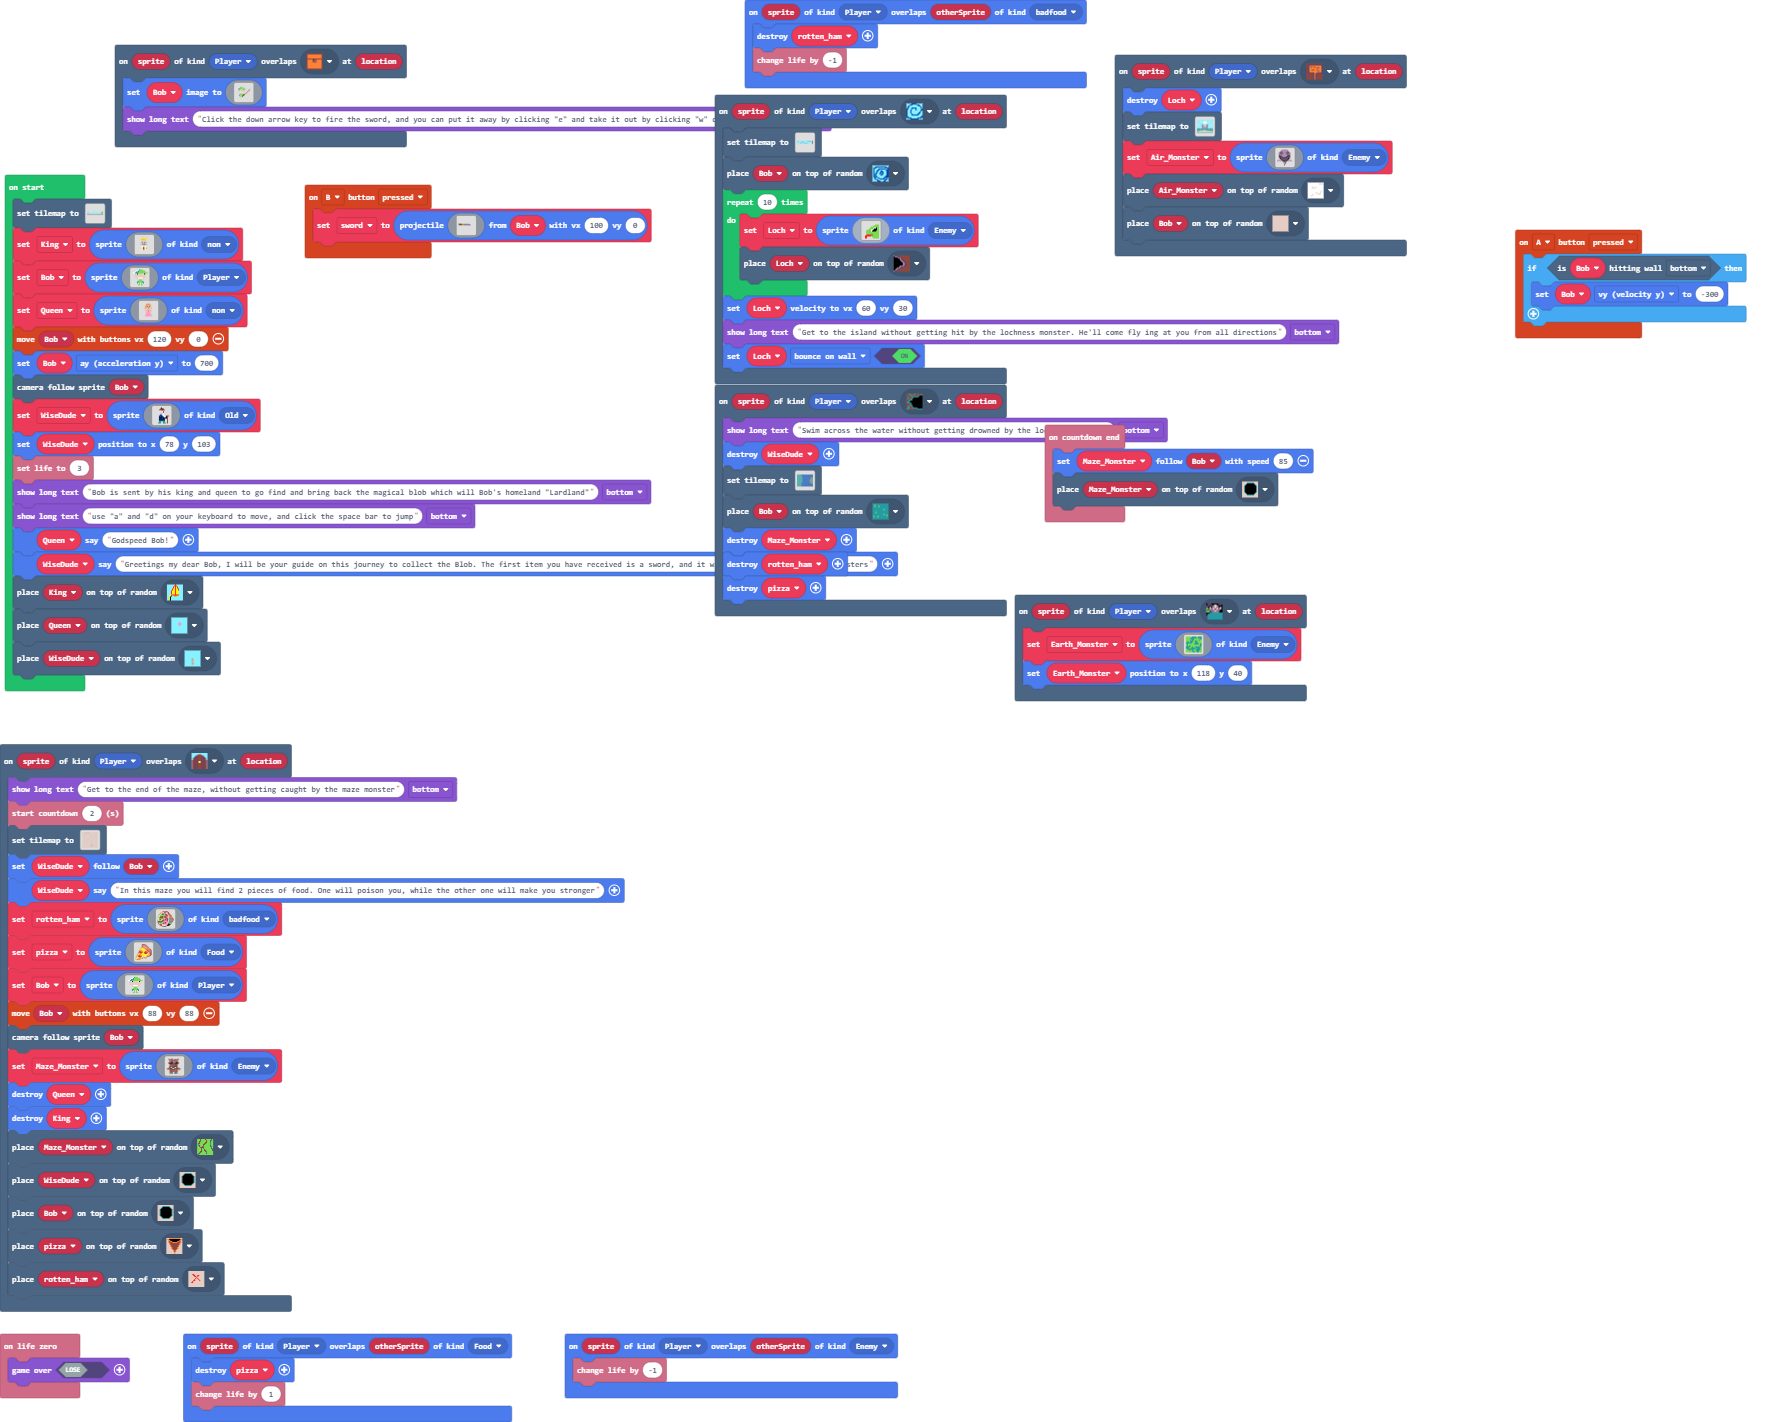 on sprite of kind Player overlaps otherSprite of kind badfood
destroy rotten_ham
change life by -1
on sprite of kind Player overlaps at location
set Bob image to
show long text "Click the down arrow key to fire the sword, and you can put it away by clicking "e" and take it out by clicking "w"
on start
set tilemap to
set King to sprite of kind non
set Bob to sprite of kind Player
set Queen to sprite of kind non
move Bob with buttons vx 120 vy 0
set Bob ay (acceleration y) to 700
camera follow sprite Bob
set WiseDude to sprite of kind Old
set WiseDude position to x 78 y 103
set life to 3
show long text "Bob is sent by his king and queen to go find and bring back the magical blob which will Bob's homeland "Lardland"" bottom
show long text "use "a" and "d" on your keyboard to move, and click the space bar to jump" bottom
Queen say "Godspeed Bob!"
WiseDude say "Greetings my dear Bob, I will be your guide on this journey to collect the Blob. The first item you have received is a sword, and it w
sters"
place King on top of random
place Queen on top of random
place WiseDude on top of random
on B button pressed
set sword to projectile from Bob with vx 100 vy 0
on sprite of kind Player overlaps at location
set tilemap to
place Bob on top of random
repeat 10 times
do
set Loch to sprite of kind Enemy
place Loch on top of random
set Loch velocity to vx 60 vy 30
show long text "Get to the island without getting hit by the lochness monster. He'll come fly ing at you from all directions" bottom
set Loch bounce on wall ON
on sprite of kind Player overlaps at location
show long text "Swim across the water without getting drowned by the lo
bottom
destroy WiseDude
set tilemap to
place Bob on top of random
destroy Maze_Monster
destroy rotten_ham
destroy pizza
on countdown end
set Maze_Monster follow Bob with speed 85
place Maze_Monster on top of random
on sprite of kind Player overlaps at location
destroy Loch
set tilemap to
set Air_Monster to sprite of kind Enemy
place Air_Monster on top of random
place Bob on top of random
on A button pressed
if is Bob hitting wall bottom then
set Bob vy (velocity y) to -300
on sprite of kind Player overlaps at location
set Earth_Monster to sprite of kind Enemy
set Earth_Monster position to x 118 y 40
on sprite of kind Player overlaps at location
show long text "Get to the end of the maze, without getting caught by the maze monster" bottom
start countdown 2 (s)
set tilemap to
set WiseDude follow Bob
WiseDude say "In this maze you will find 2 pieces of food. One will poison you, while the other one will make you stronger"
set rotten_ham to sprite of kind badfood
set pizza to sprite of kind Food
set Bob to sprite of kind Player
move Bob with buttons vx 88 vy 88
camera follow sprite Bob
set Maze_Monster to sprite of kind Enemy
destroy Queen
destroy King
place Maze_Monster on top of random
place WiseDude on top of random
place Bob on top of random
place pizza on top of random
place rotten_ham on top of random
on life zero
game over LOSE
on sprite of kind Player overlaps otherSprite of kind Food
destroy pizza
change life by 1
on sprite of kind Player overlaps otherSprite of kind Enemy
change life by -1